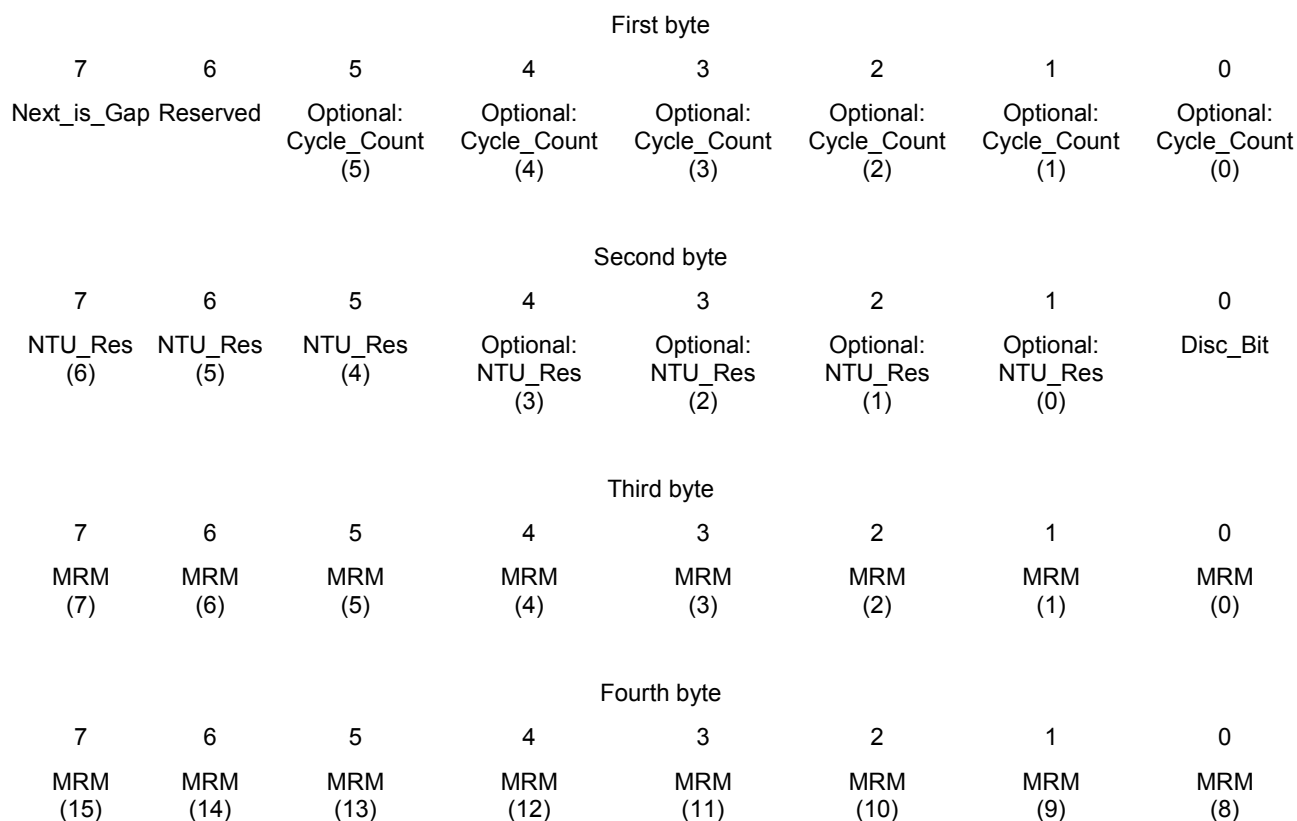 First byte
7 6 5 4 3 2 1 0
Next_is_Gap Reserved Optional: Optional: Optional: Optional: Optional: Optional:
Cycle_Count Cycle_Count Cycle_Count Cycle_Count Cycle_Count Cycle_Count
(5) (4) (3) (2) (1) (0)
Second byte
7 6 5 4 3 2 1 0
NTU_Res NTU_Res NTU_Res Optional: Optional: Optional: Optional: Disc_Bit
(6) (5) (4) NTU_Res NTU_Res NTU_Res NTU_Res
(3) (2) (1) (0)
Third byte
7 6 5 4 3 2 1 0
MRM MRM MRM MRM MRM MRM MRM MRM
(7) (6) (5) (4) (3) (2) (1) (0)
Fourth byte
7 6 5 4 3 2 1 0
MRM MRM MRM MRM MRM MRM MRM MRM
(15) (14) (13) (12) (11) (10) (9) (8)